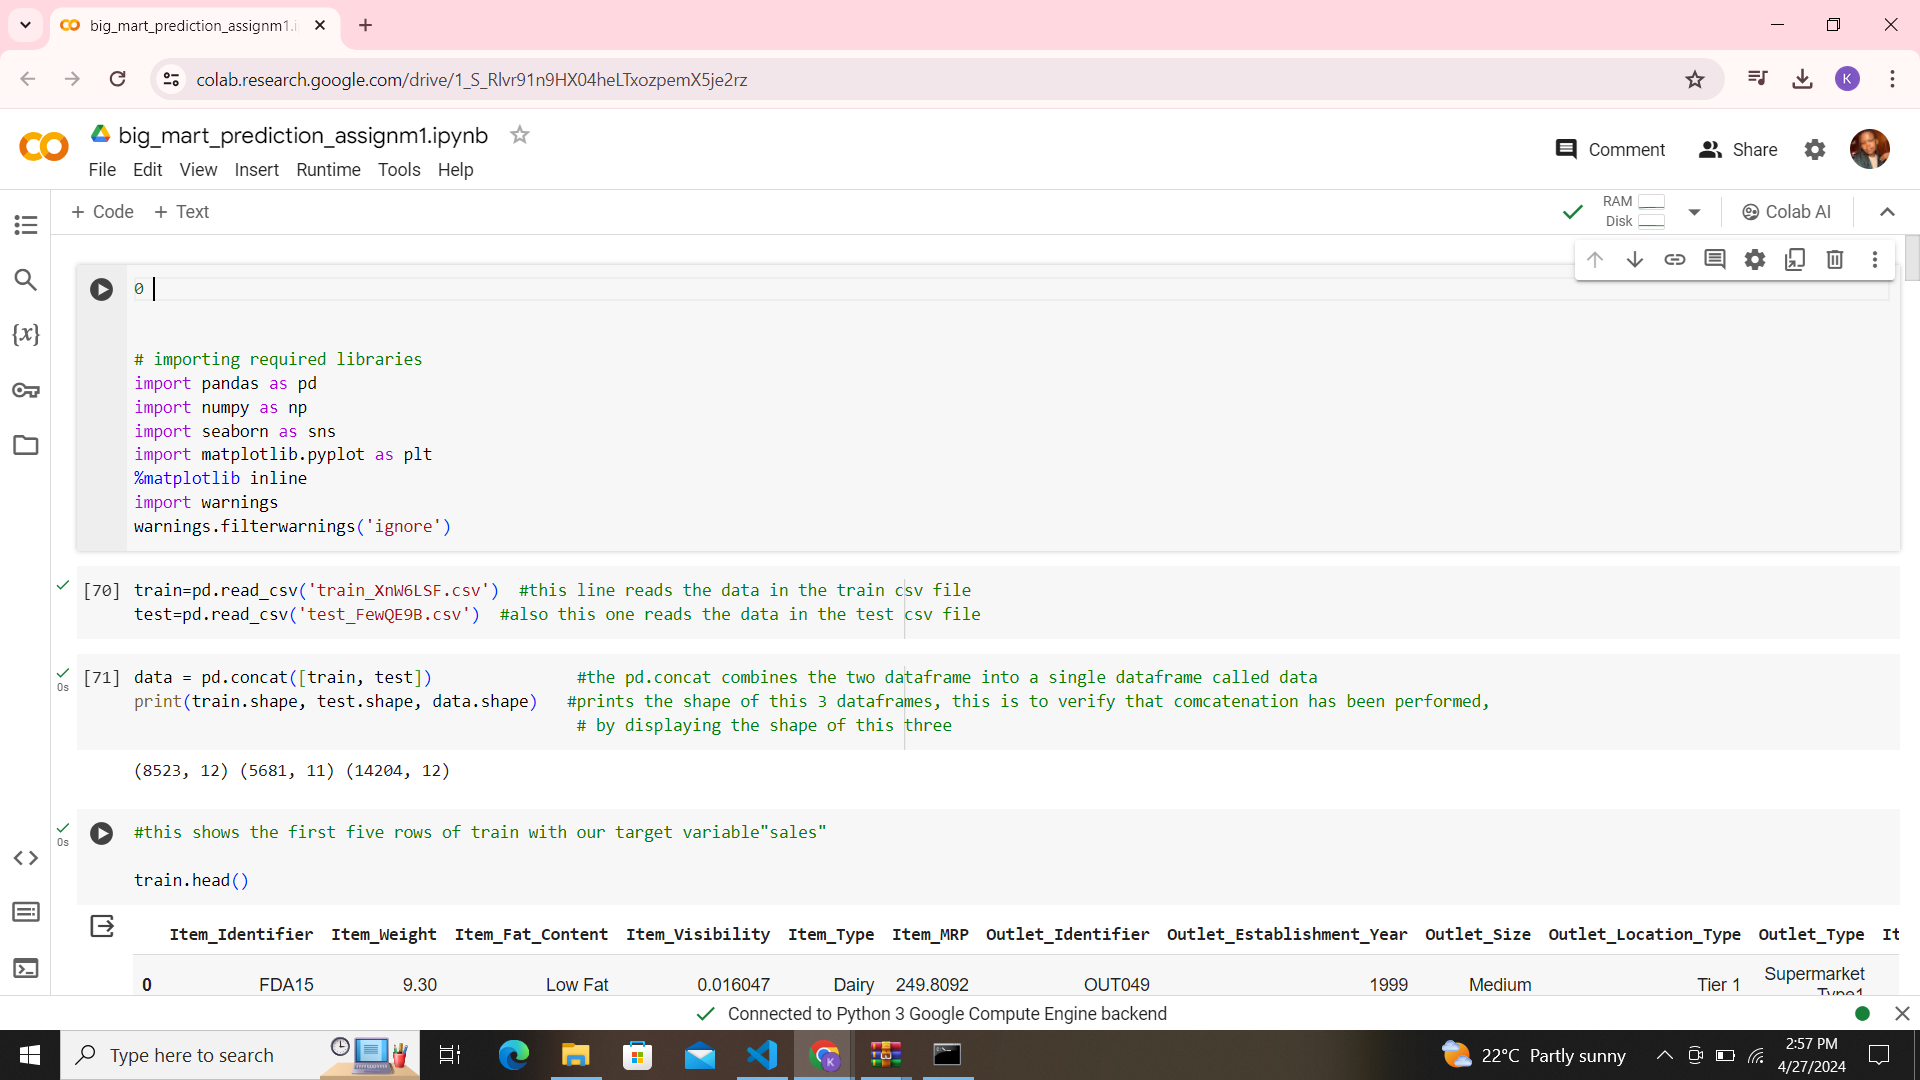 big_mart_prediction_assignm1.i
colab.research.google.com/drive/1_S_Rlvr91n9HX04heLTxozpemX5je2rz
K
big_mart_prediction_assignm1.ipynb
Comment
Share
File Edit View Insert Runtime Tools Help
+ Code + Text
RAM
Disk
Colab AI
0
# importing required libraries
import pandas as pd
import numpy as np
import seaborn as sns
import matplotlib.pyplot as plt
%matplotlib inline
import warnings
warnings.filterwarnings('ignore')
[70] train=pd.read_csv('train_XnW6LSF.csv') #this line reads the data in the train csv file
test=pd.read_csv('test_FewQE9B.csv') #also this one reads the data in the test csv file
[71] data = pd.concat([train, test]) #the pd.concat combines the two dataframe into a single dataframe called data
0s
print(train.shape, test.shape, data.shape) #prints the shape of this 3 dataframes, this is to verify that comcatenation has been performed,
# by displaying the shape of this three
(8523, 12) (5681, 11) (14204, 12)
#this shows the first five rows of train with our target variable"sales"
0s
train.head()
Item_Identifier Item_Weight Item_Fat_Content Item_Visibility Item_Type Item_MRP Outlet_Identifier Outlet_Establishment_Year Outlet_Size Outlet_Location_Type Outlet_Type It
0 FDA15 9.30 Low Fat 0.016047 Dairy 249.8092 OUT049 1999 Medium Tier 1 Supermarket
Type1
Connected to Python 3 Google Compute Engine backend
Type here to search
22°C Partly sunny
2:57 PM
4/27/2024